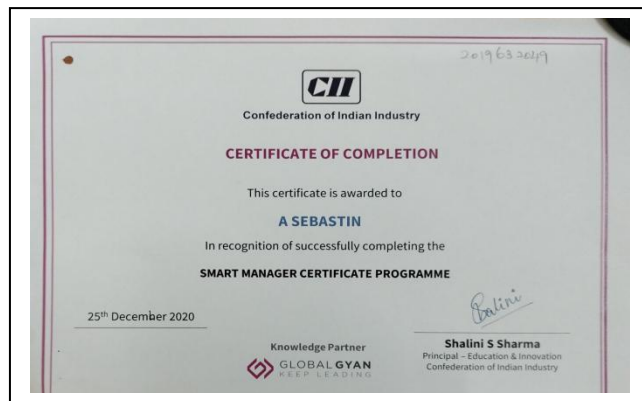 2019632049
CII
Confederation of Indian Industry
CERTIFICATE OF COMPLETION
This certificate is awarded to
A SEBASTIN
In recognition of successfully completing the
SMART MANAGER CERTIFICATE PROGRAMME
25th December 2020
Shalini
Shalini S Sharma
Principal – Education & Innovation
Confederation of Indian Industry
Knowledge Partner
GLOBAL GYAN
KEEP LEADING